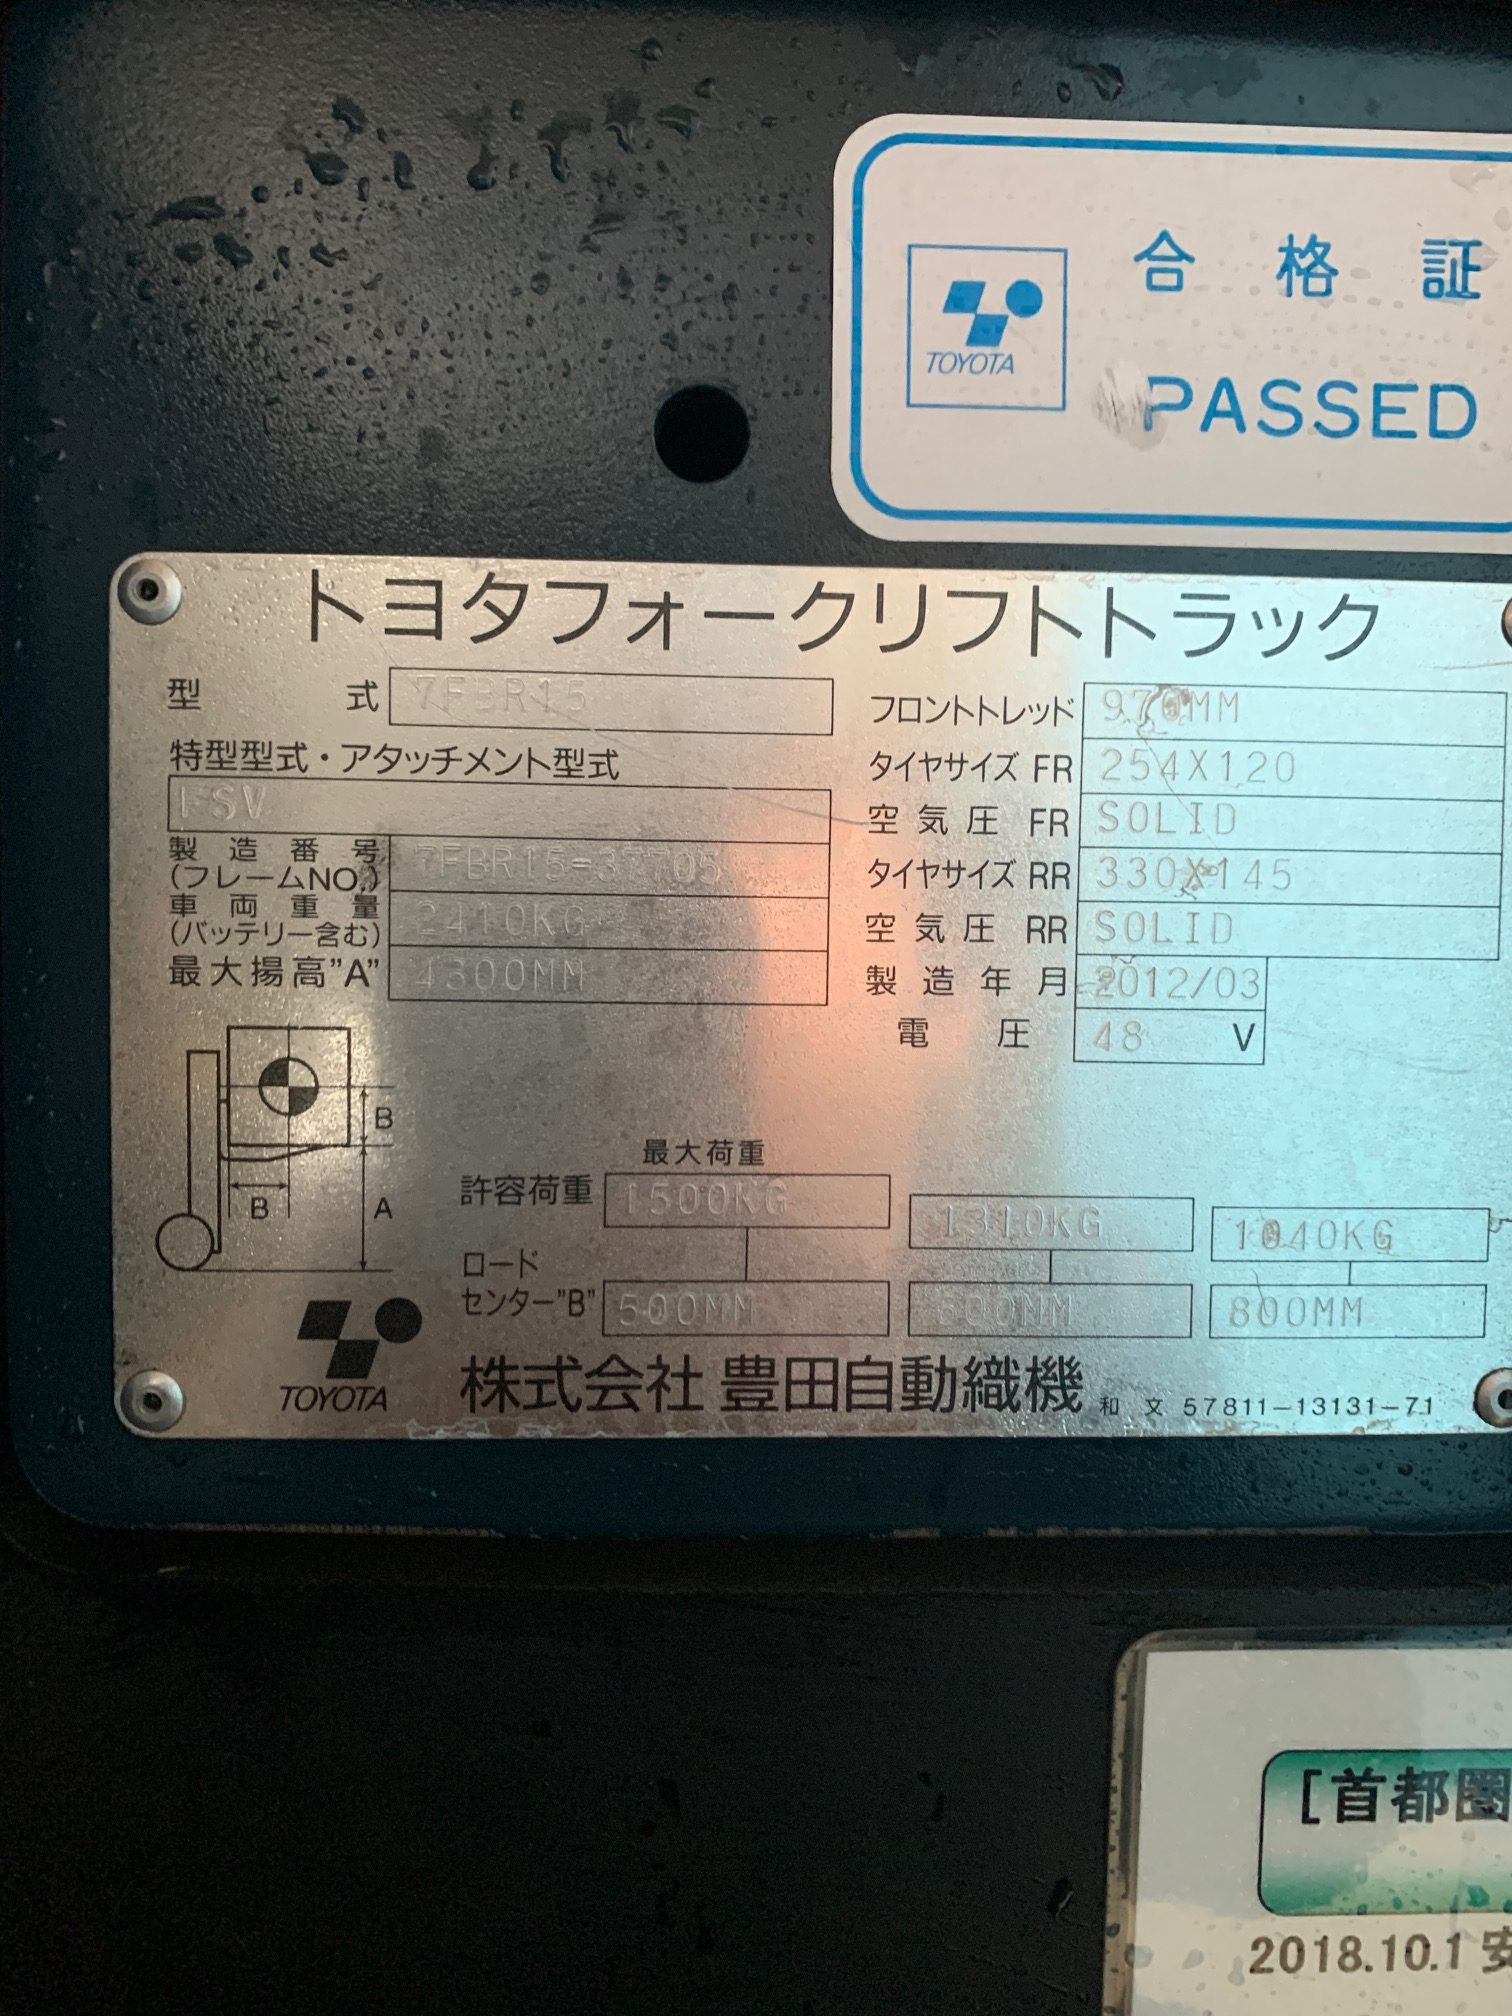 合格証
TOYOTA
PASSED
トヨタフォークリフトトラック
型式 7FBR15
特型型式・アタッチメント型式
FSV
製造番号
(フレームNO.) 7FBR15-37705
車両重量
(バッテリー含む) 2410KG
最大揚高"A" 4300MM
フロントトレッド 970MM
タイヤサイズ FR 254X120
空気圧 FR SOLID
タイヤサイズ RR 330X145
空気圧 RR SOLID
製造年月 2012/03
電圧 48 V
B
B
A
最大荷重
許容荷重 1500KG 1310KG 1040KG
ロード
センター"B" 500MM 600MM 800MM
TOYOTA
株式会社 豊田自動織機 和文 57811-13131-71
[首都圏
2018.10.1 安